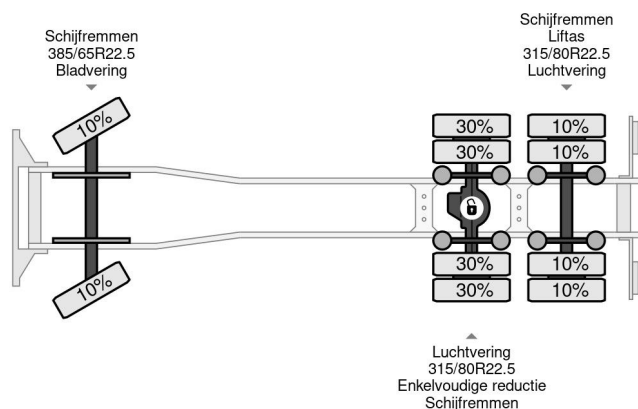 Schijfremmen
385/65R22.5
Bladvering
Schijfremmen
Liftas
315/80R22.5
Luchtvering
10%
30%
10%
30%
10%
30%
10%
10%
30%
10%
Luchtvering
315/80R22.5
Enkelvoudige reductie
Schijfremmen